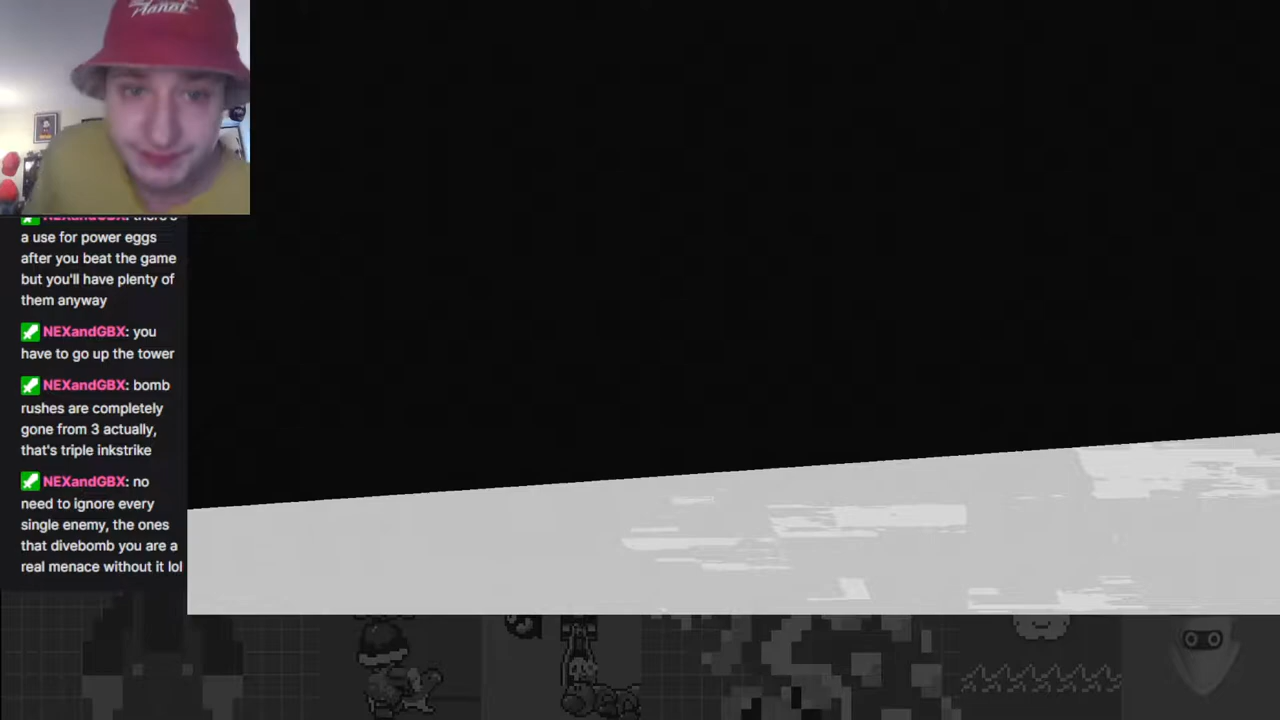 NEXandGBX: there's
a use for power eggs
after you beat the game
but you'll have plenty of
them anyway
NEXandGBX: you
have to go up the tower
NEXandGBX: bomb
rushes are completely
gone from 3 actually,
that's triple inkstrike
NEXandGBX: no
need to ignore every
single enemy, the ones
that divebomb you are a
real menace without it lol